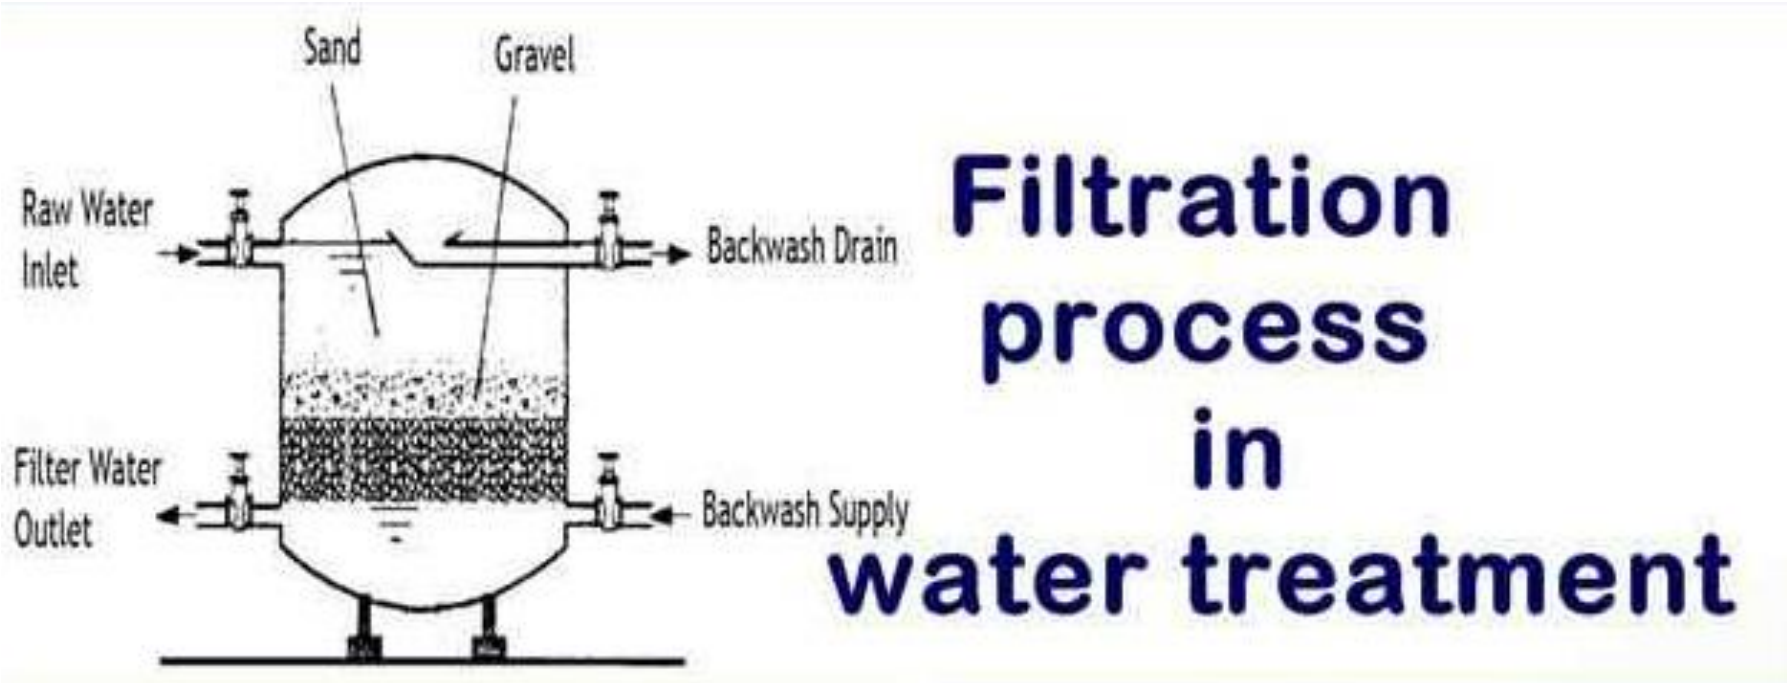 Sand
Gravel
Raw Water
Inlet
Backwash Drain
Filter Water
Outlet
Backwash Supply
Filtration
process
in
water treatment